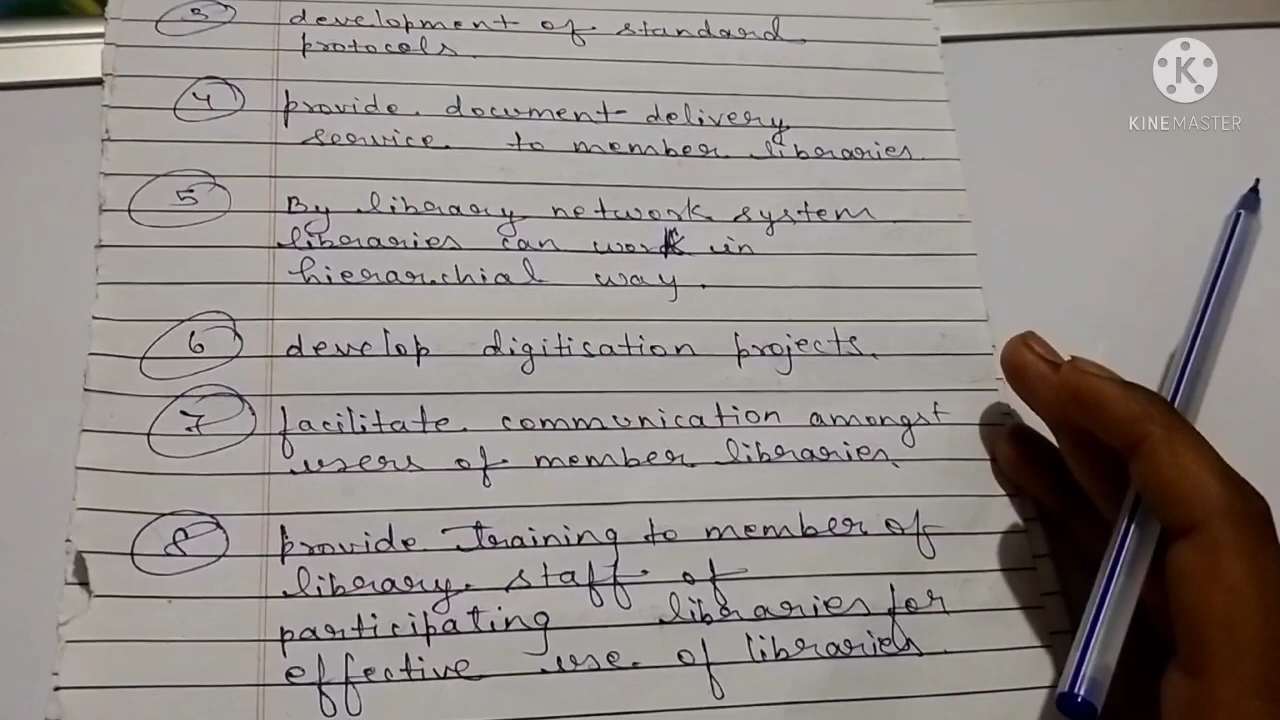 3 development of standard
protocols.
4 provide document delivery
service to member libraries.
5 By library network system
libraries can work in
hierarchial way.
6 develop digitisation projects.
7 facilitate communication amongst
users of member libraries.
8 provide training to member of
library staff of
participating libraries for
effective use of libraries.
K
KINEMASTER